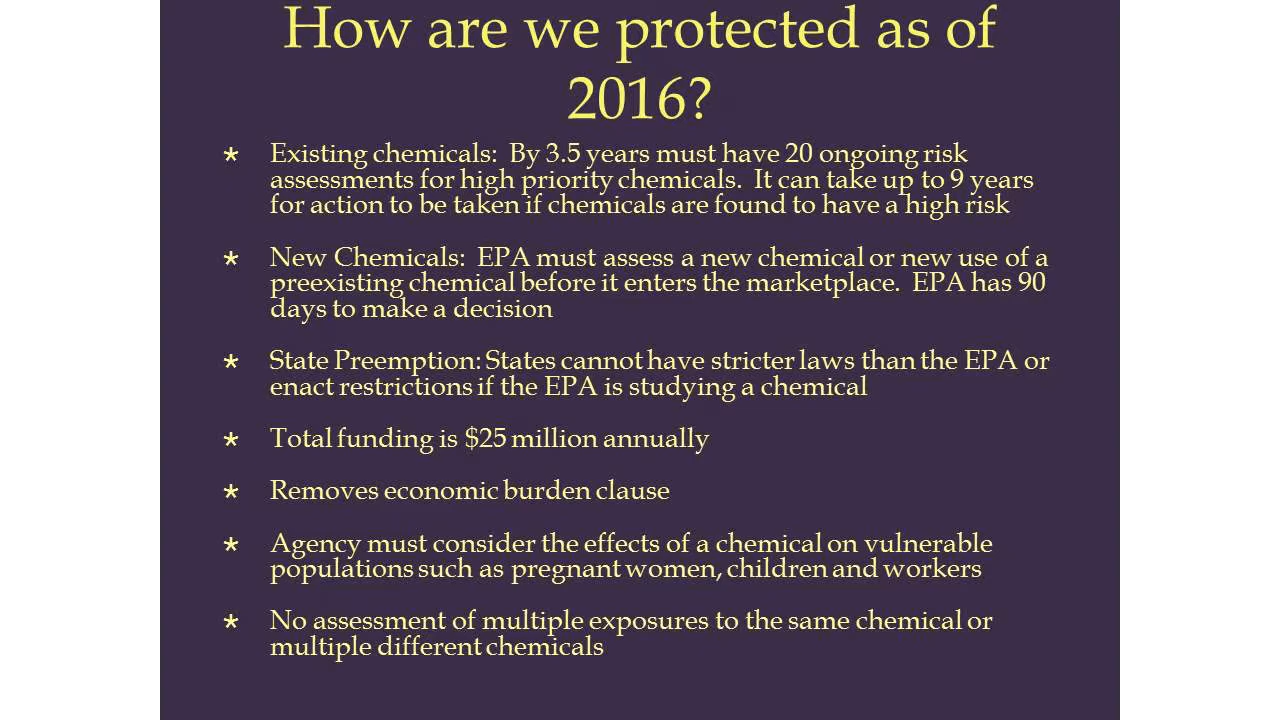 How are we protected as of
2016?
* Existing chemicals: By 3.5 years must have 20 ongoing risk
assessments for high priority chemicals. It can take up to 9 years
for action to be taken if chemicals are found to have a high risk
* New Chemicals: EPA must assess a new chemical or new use of a
preexisting chemical before it enters the marketplace. EPA has 90
days to make a decision
* State Preemption: States cannot have stricter laws than the EPA or
enact restrictions if the EPA is studying a chemical
* Total funding is $25 million annually
* Removes economic burden clause
* Agency must consider the effects of a chemical on vulnerable
populations such as pregnant women, children and workers
* No assessment of multiple exposures to the same chemical or
multiple different chemicals